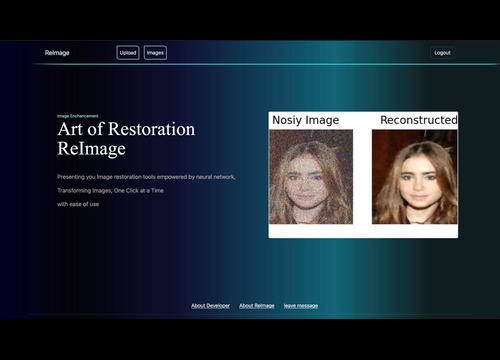 ReImage
Upload
Images
Logout
Image Enchancement
Art of Restoration
ReImage
Presenting you Image restoration tools empowered by neural network,
Transforming Images, One Click at a Time
with ease of use
Nosiy Image
Reconstructed
About Developer
About ReImage
leave message